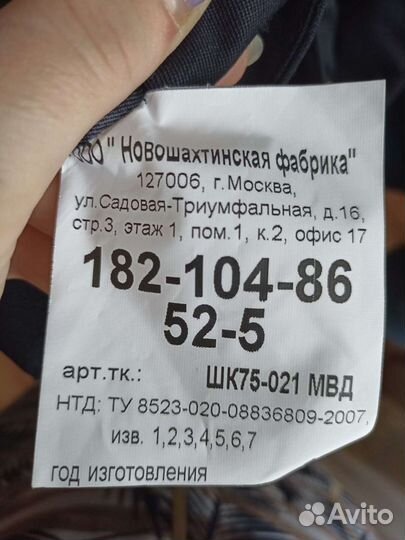 ООО " Новошахтинская фабрика"
127006, г.Москва,
ул.Садовая-Триумфальная, д.16,
стр.3, этаж 1, пом.1, к.2, офис 17
182-104-86
52-5
арт.тк.: ШК75-021 МВД
НТД: ТУ 8523-020-08836809-2007,
изв. 1,2,3,4,5,6,7
год изготовления
Avito